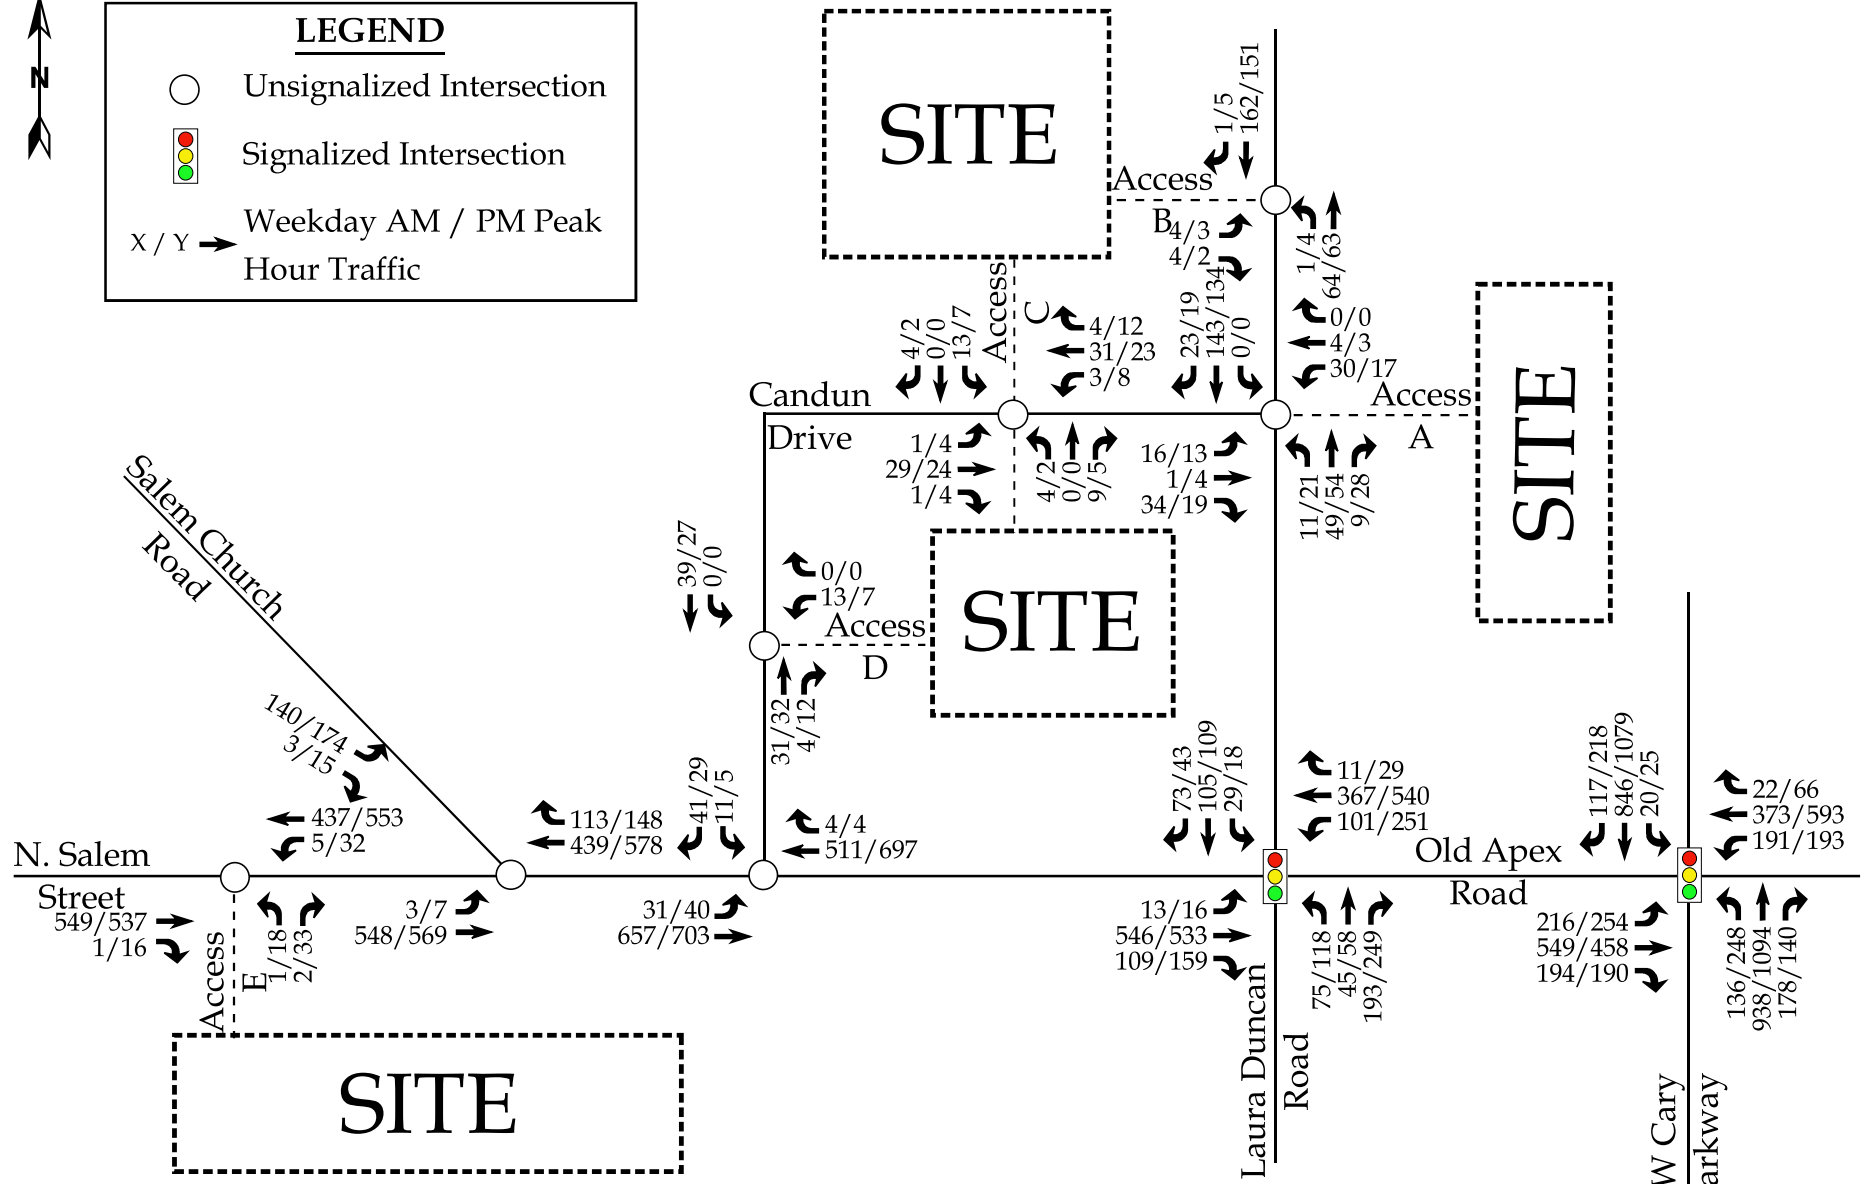 LEGEND
N
Unsignalized Intersection
Signalized Intersection
X / Y
Weekday AM / PM Peak
Hour Traffic
SITE
1/5
162/151
Access
B
4/3
4/2
1/4
64/63
Access
C
4/2
0/0
13/7
4/12
31/23
3/8
23/19
143/134
0/0
0/0
4/3
30/17
Access
A
SITE
Candun
Drive
1/4
29/24
1/4
4/2
0/0
9/5
16/13
1/4
34/19
11/21
49/54
9/28
Salem Church
Road
39/27
0/0
0/0
13/7
Access
D
SITE
31/32
4/12
140/174
3/15
437/553
5/32
113/148
439/578
41/29
11/5
4/4
511/697
73/43
105/109
29/18
11/29
367/540
101/251
117/218
846/1079
20/25
22/66
373/593
191/193
N. Salem
Street
Old Apex
Road
549/537
1/16
Access
E
1/18
2/33
3/7
548/569
31/40
657/703
13/16
546/533
109/159
75/118
45/58
193/249
216/254
549/458
194/190
136/248
938/1094
178/140
Laura Duncan
Road
W Cary
arkway
SITE